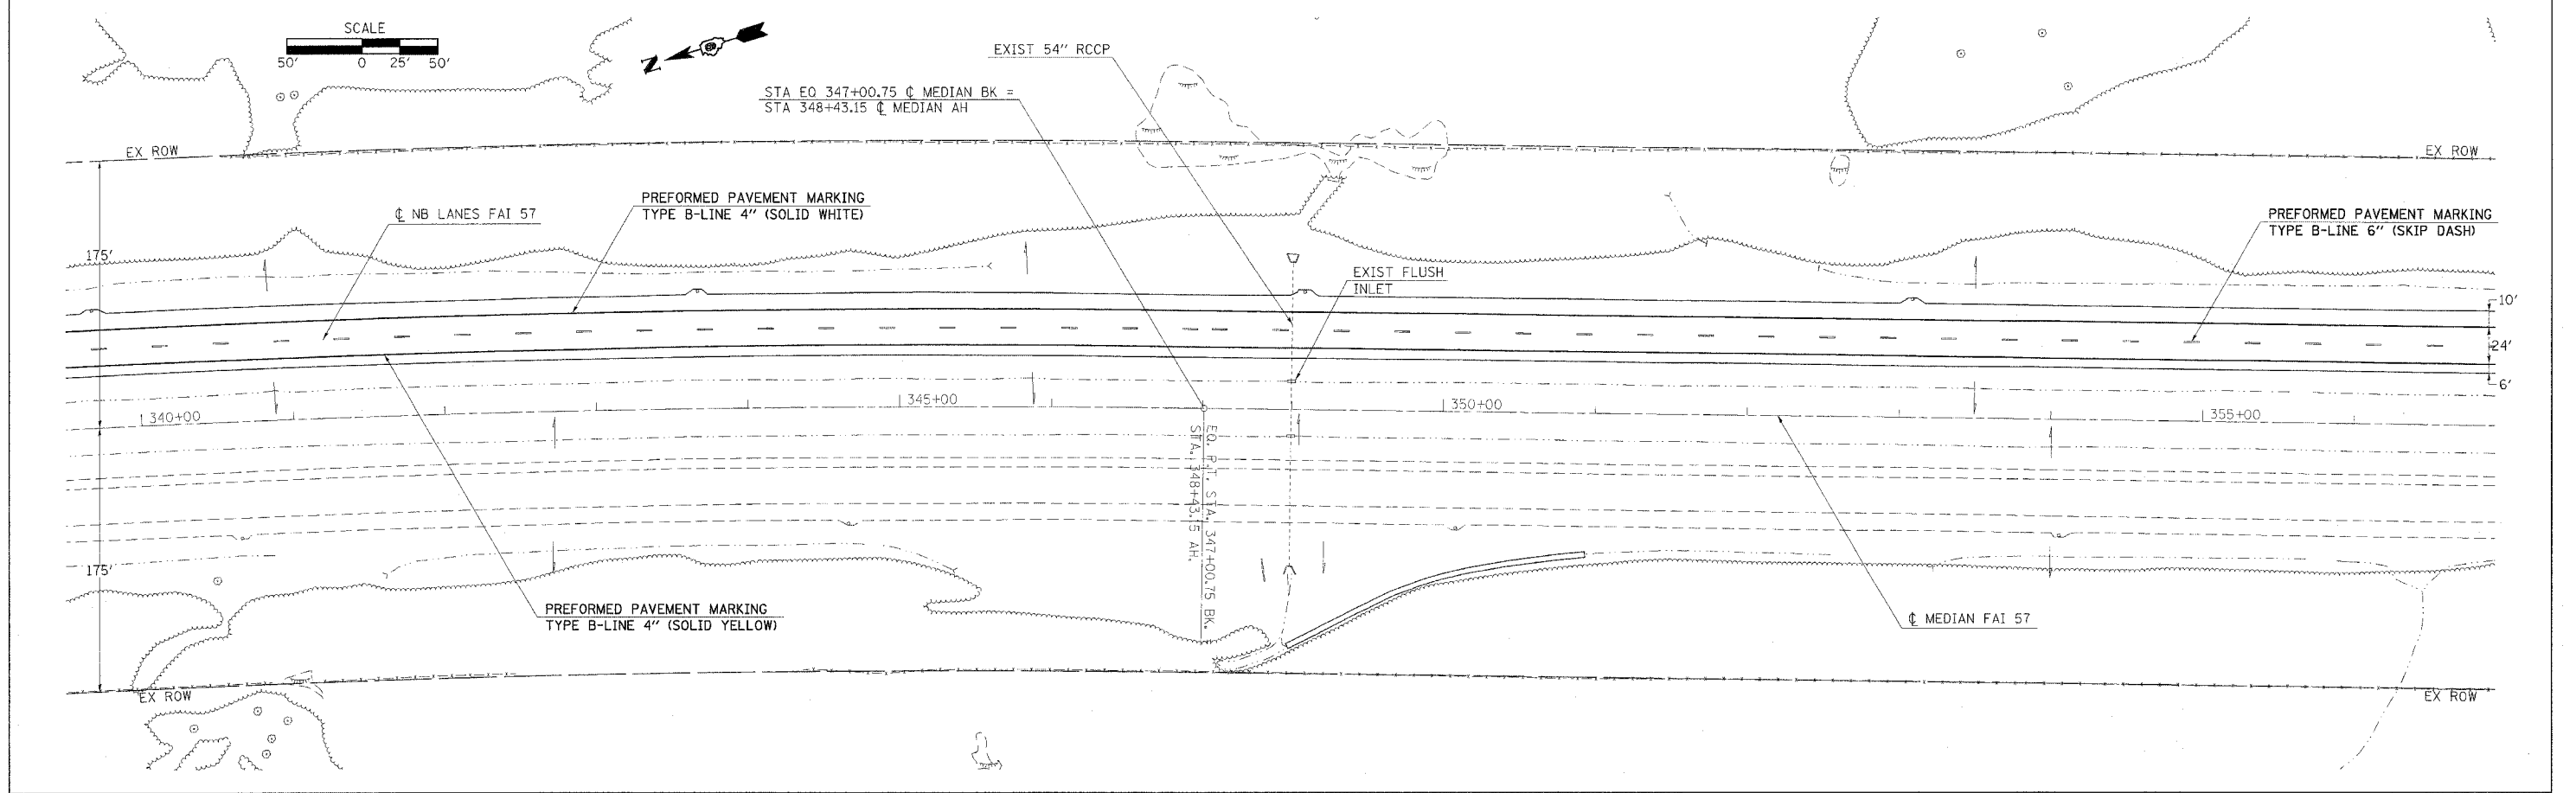 SCALE
50' 0 25' 50'
N
EXIST 54" RCCP
STA EQ 347+00.75 ℄ MEDIAN BK =
STA 348+43.15 ℄ MEDIAN AH
EX ROW
EX ROW
℄ NB LANES FAI 57
PREFORMED PAVEMENT MARKING
TYPE B-LINE 4" (SOLID WHITE)
PREFORMED PAVEMENT MARKING
TYPE B-LINE 6" (SKIP DASH)
175'
EXIST FLUSH
INLET
10'
24'
6'
340+00
345+00
350+00
355+00
EQ. P.T. STA. 347+00.75 BK.
STA. 348+43.15 AH.
175'
PREFORMED PAVEMENT MARKING
TYPE B-LINE 4" (SOLID YELLOW)
℄ MEDIAN FAI 57
EX ROW
EX ROW